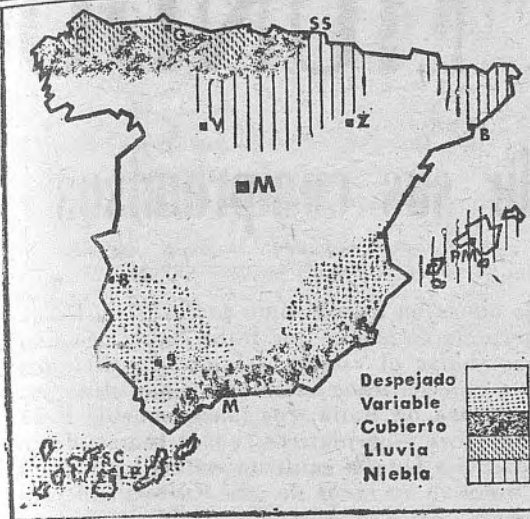 C
G
SS
V
Z
B
M
PM
B
S
M
SC
LP
Despejado
Variable
Cubierto
Lluvia
Niebla